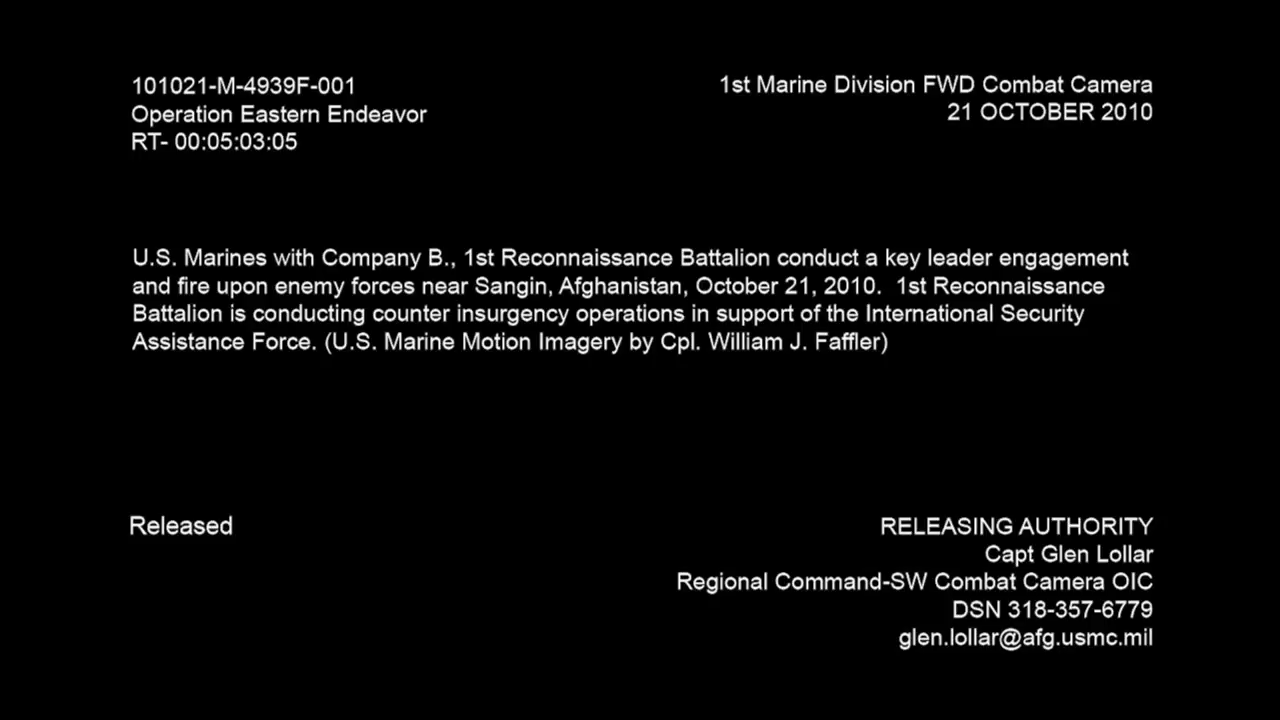 101021-M-4939F-001
Operation Eastern Endeavor
RT- 00:05:03:05
1st Marine Division FWD Combat Camera
21 OCTOBER 2010
U.S. Marines with Company B., 1st Reconnaissance Battalion conduct a key leader engagement
and fire upon enemy forces near Sangin, Afghanistan, October 21, 2010.  1st Reconnaissance
Battalion is conducting counter insurgency operations in support of the International Security
Assistance Force. (U.S. Marine Motion Imagery by Cpl. William J. Faffler)
Released
RELEASING AUTHORITY
Capt Glen Lollar
Regional Command-SW Combat Camera OIC
DSN 318-357-6779
glen.lollar@afg.usmc.mil